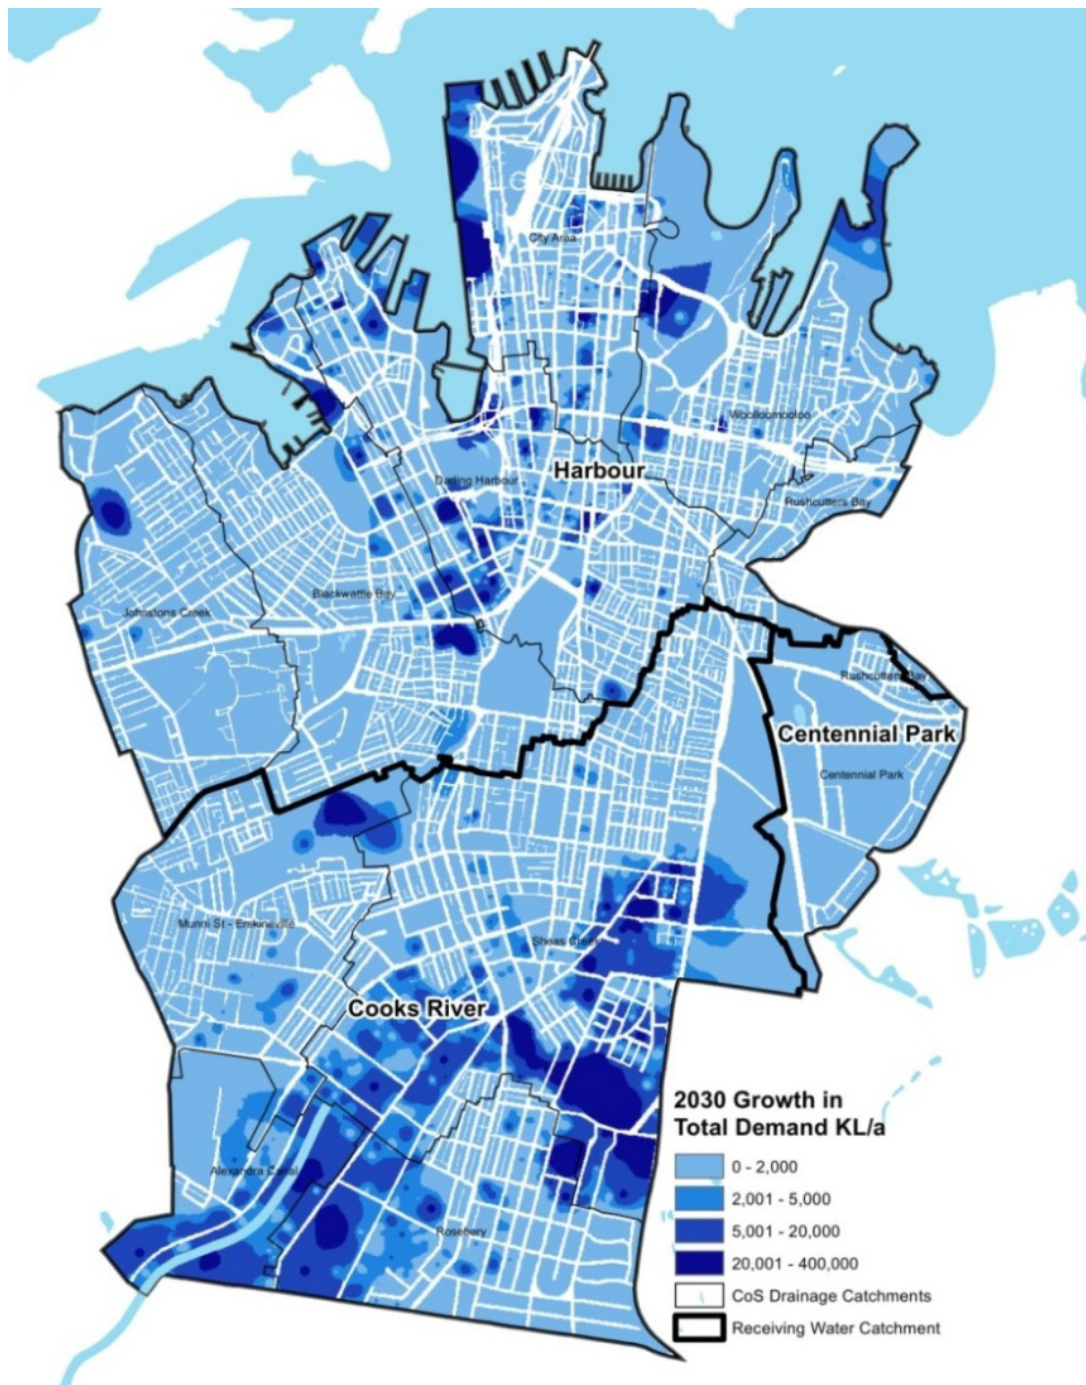 City Area
Woolloomooloo
Harbour
Darling Harbour
Rushcutters Bay
Blackwattle Bay
Johnstons Creek
Rushcutters Bay
Centennial Park
Centennial Park
Munni St - Erskineville
Sheas Creek
Cooks River
2030 Growth in
Total Demand KL/a
0 - 2,000
Alexandra Canal
2,001 - 5,000
Rosebery
5,001 - 20,000
20,001 - 400,000
CoS Drainage Catchments
Receiving Water Catchment